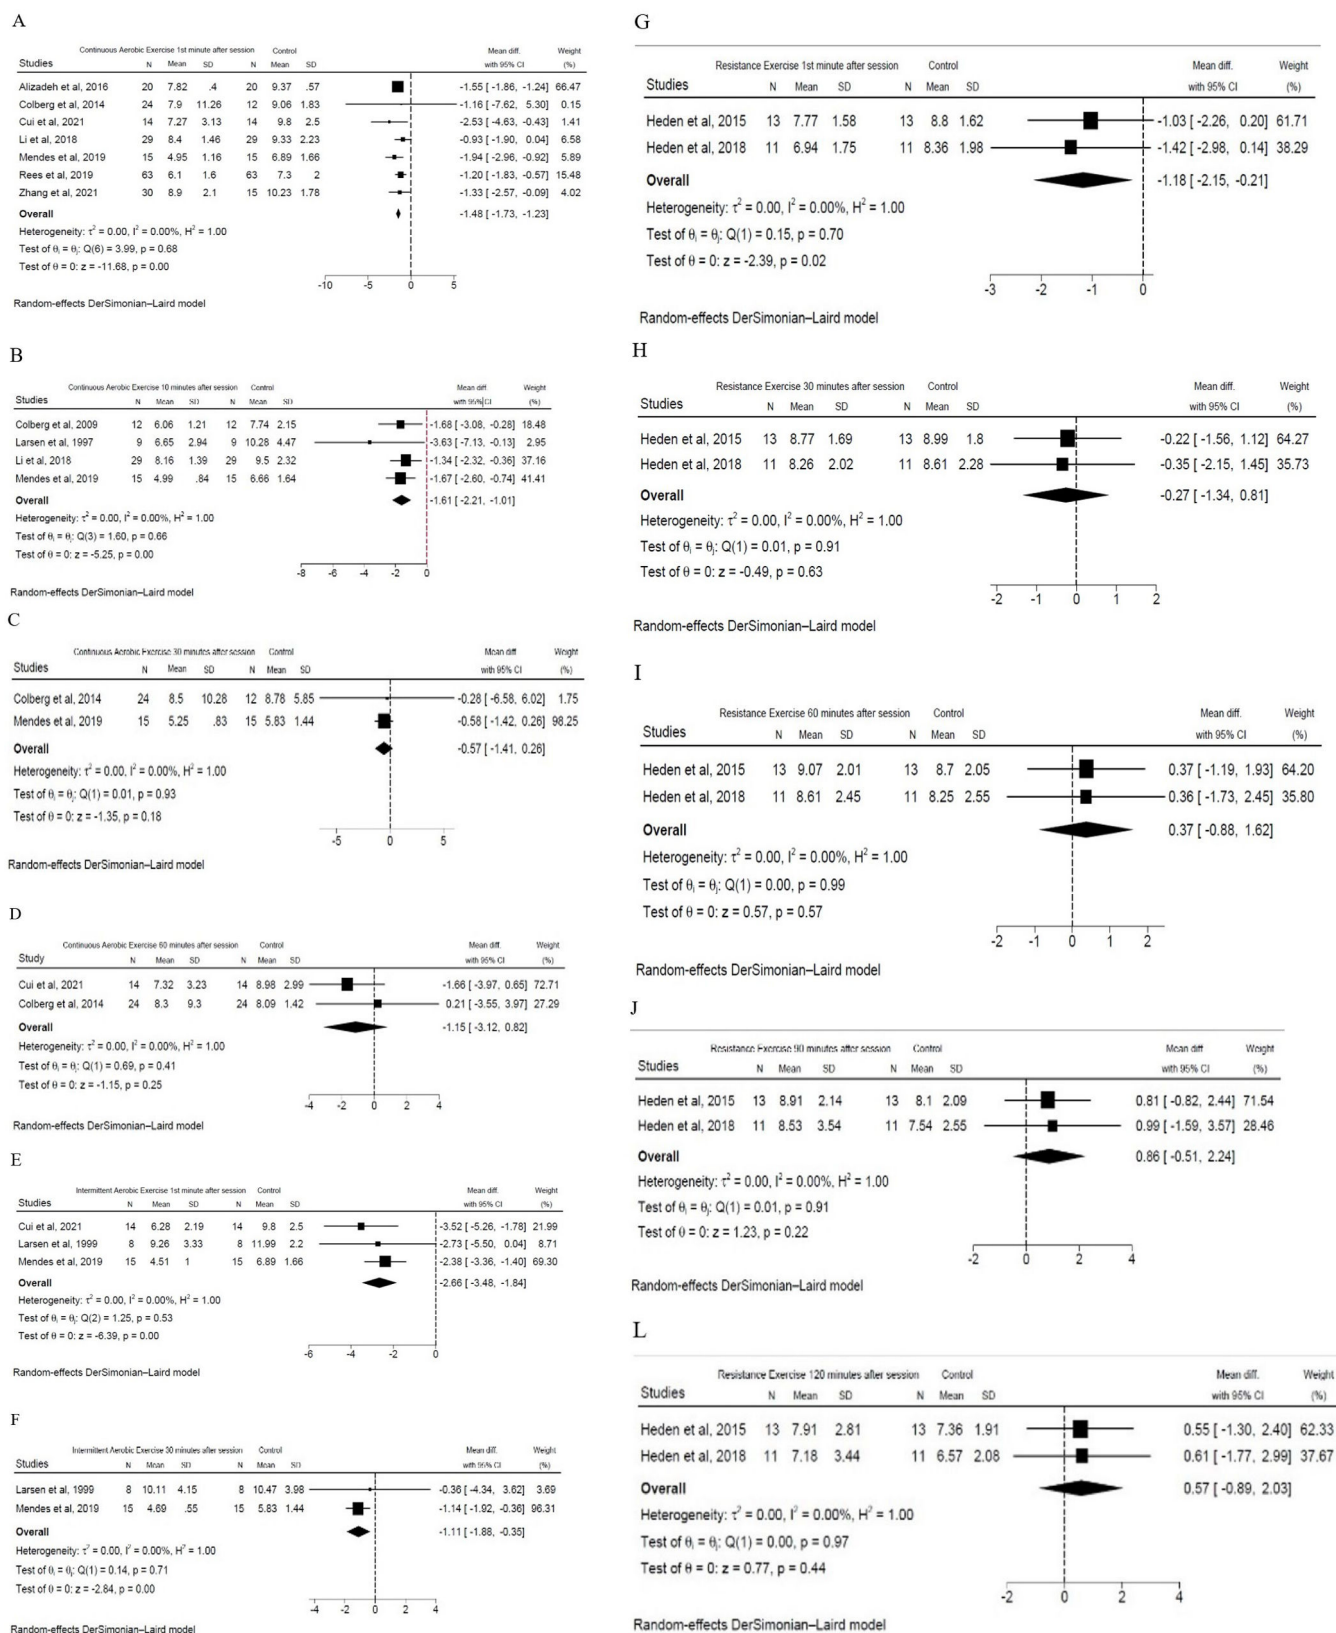 A
Continuous Aerobic Exercise 1st minute after session Control Mean diff. Weight
Studies N Mean SD N Mean SD with 95% CI (%)
Alizadeh et al, 2016 20 7.82 .4 20 9.37 .57 -1.55 [ -1.86, -1.24] 66.47
Colberg et al, 2014 24 7.9 11.26 12 9.06 1.83 -1.16 [ -7.62, 5.30] 0.15
Cui et al, 2021 14 7.27 3.13 14 9.8 2.5 -2.53 [ -4.63, -0.43] 1.41
Li et al, 2018 29 8.4 1.46 29 9.33 2.23 -0.93 [ -1.90, 0.04] 6.58
Mendes et al, 2019 15 4.95 1.16 15 6.89 1.66 -1.94 [ -2.96, -0.92] 5.89
Rees et al, 2019 63 6.1 1.6 63 7.3 2 -1.20 [ -1.83, -0.57] 15.48
Zhang et al, 2021 30 8.9 2.1 15 10.23 1.78 -1.33 [ -2.57, -0.09] 4.02
Overall -1.48 [ -1.73, -1.23]
Heterogeneity: τ² = 0.00, I² = 0.00%, H² = 1.00
Test of θᵢ = θⱼ: Q(6) = 3.99, p = 0.68
Test of θ = 0: z = -11.68, p = 0.00
-10 -5 0 5
Random-effects DerSimonian–Laird model
B
Continuous Aerobic Exercise 10 minutes after session Control Mean diff. Weight
Studies N Mean SD N Mean SD with 95% CI (%)
Colberg et al, 2009 12 6.06 1.21 12 7.74 2.15 -1.68 [ -3.08, -0.28] 18.48
Larsen et al, 1997 9 6.65 2.94 9 10.28 4.47 -3.63 [ -7.13, -0.13] 2.95
Li et al, 2018 29 8.16 1.39 29 9.5 2.32 -1.34 [ -2.32, -0.36] 37.16
Mendes et al, 2019 15 4.99 .84 15 6.66 1.64 -1.67 [ -2.60, -0.74] 41.41
Overall -1.61 [ -2.21, -1.01]
Heterogeneity: τ² = 0.00, I² = 0.00%, H² = 1.00
Test of θᵢ = θⱼ: Q(3) = 1.60, p = 0.66
Test of θ = 0: z = -5.25, p = 0.00
-8 -6 -4 -2 0
Random-effects DerSimonian–Laird model
C
Continuous Aerobic Exercise 30 minutes after session Control Mean diff Weight
Studies N Mean SD N Mean SD with 95% CI (%)
Colberg et al, 2014 24 8.5 10.28 12 8.78 5.85 -0.28 [ -6.58, 6.02] 1.75
Mendes et al, 2019 15 5.25 .83 15 5.83 1.44 -0.58 [ -1.42, 0.26] 98.25
Overall -0.57 [ -1.41, 0.26]
Heterogeneity: τ² = 0.00, I² = 0.00%, H² = 1.00
Test of θᵢ = θⱼ: Q(1) = 0.01, p = 0.93
Test of θ = 0: z = -1.35, p = 0.18
-5 0 5
Random-effects DerSimonian–Laird model
D
Continuous Aerobic Exercise 60 minutes after session Control Mean diff. Weight
Study N Mean SD N Mean SD with 95% CI (%)
Cui et al, 2021 14 7.32 3.23 14 8.98 2.99 -1.66 [ -3.97, 0.65] 72.71
Colberg et al, 2014 24 8.3 9.3 24 8.09 1.42 0.21 [ -3.55, 3.97] 27.29
Overall -1.15 [ -3.12, 0.82]
Heterogeneity: τ² = 0.00, I² = 0.00%, H² = 1.00
Test of θᵢ = θⱼ: Q(1) = 0.69, p = 0.41
Test of θ = 0: z = -1.15, p = 0.25
-4 -2 0 2 4
Random-effects DerSimonian–Laird model
E
Intermittent Aerobic Exercise 1st minute after session Control Mean diff. Weight
Studies N Mean SD N Mean SD with 95% CI (%)
Cui et al, 2021 14 6.28 2.19 14 9.8 2.5 -3.52 [ -5.26, -1.78] 21.99
Larsen et al, 1999 8 9.26 3.33 8 11.99 2.2 -2.73 [ -5.50, 0.04] 8.71
Mendes et al, 2019 15 4.51 1 15 6.89 1.66 -2.38 [ -3.36, -1.40] 69.30
Overall -2.66 [ -3.48, -1.84]
Heterogeneity: τ² = 0.00, I² = 0.00%, H² = 1.00
Test of θᵢ = θⱼ: Q(2) = 1.25, p = 0.53
Test of θ = 0: z = -6.39, p = 0.00
-6 -4 -2 0
Random-effects DerSimonian–Laird model
F
Intermittent Aerobic Exercise 30 minutes after session Control Mean diff. Weight
Studies N Mean SD N Mean SD with 95% CI (%)
Larsen et al, 1999 8 10.11 4.15 8 10.47 3.98 -0.36 [ -4.34, 3.62] 3.69
Mendes et al, 2019 15 4.69 .55 15 5.83 1.44 -1.14 [ -1.92, -0.36] 96.31
Overall -1.11 [ -1.88, -0.35]
Heterogeneity: τ² = 0.00, I² = 0.00%, H² = 1.00
Test of θᵢ = θⱼ: Q(1) = 0.14, p = 0.71
Test of θ = 0: z = -2.84, p = 0.00
-4 -2 0 2 4
Random-effects DerSimonian–Laird model
G
Resistance Exercise 1st minute after session Control Mean diff. Weight
Studies N Mean SD N Mean SD with 95% CI (%)
Heden et al, 2015 13 7.77 1.58 13 8.8 1.62 -1.03 [ -2.26, 0.20] 61.71
Heden et al, 2018 11 6.94 1.75 11 8.36 1.98 -1.42 [ -2.98, 0.14] 38.29
Overall -1.18 [ -2.15, -0.21]
Heterogeneity: τ² = 0.00, I² = 0.00%, H² = 1.00
Test of θᵢ = θⱼ: Q(1) = 0.15, p = 0.70
Test of θ = 0: z = -2.39, p = 0.02
-3 -2 -1 0
Random-effects DerSimonian–Laird model
H
Resistance Exercise 30 minutes after session Control Mean diff. Weight
Studies N Mean SD N Mean SD with 95% CI (%)
Heden et al, 2015 13 8.77 1.69 13 8.99 1.8 -0.22 [ -1.56, 1.12] 64.27
Heden et al, 2018 11 8.26 2.02 11 8.61 2.28 -0.35 [ -2.15, 1.45] 35.73
Overall -0.27 [ -1.34, 0.81]
Heterogeneity: τ² = 0.00, I² = 0.00%, H² = 1.00
Test of θᵢ = θⱼ: Q(1) = 0.01, p = 0.91
Test of θ = 0: z = -0.49, p = 0.63
-2 -1 0 1 2
Random-effects DerSimonian–Laird model
I
Resistance Exercise 60 minutes after session Control Mean diff. Weight
Studies N Mean SD N Mean SD with 95% CI (%)
Heden et al, 2015 13 9.07 2.01 13 8.7 2.05 0.37 [ -1.19, 1.93] 64.20
Heden et al, 2018 11 8.61 2.45 11 8.25 2.55 0.36 [ -1.73, 2.45] 35.80
Overall 0.37 [ -0.88, 1.62]
Heterogeneity: τ² = 0.00, I² = 0.00%, H² = 1.00
Test of θᵢ = θⱼ: Q(1) = 0.00, p = 0.99
Test of θ = 0: z = 0.57, p = 0.57
-2 -1 0 1 2
Random-effects DerSimonian–Laird model
J
Resistance Exercise 90 minutes after session Control Mean diff Weight
Studies N Mean SD N Mean SD with 95% CI (%)
Heden et al, 2015 13 8.91 2.14 13 8.1 2.09 0.81 [ -0.82, 2.44] 71.54
Heden et al, 2018 11 8.53 3.54 11 7.54 2.55 0.99 [ -1.59, 3.57] 28.46
Overall 0.86 [ -0.51, 2.24]
Heterogeneity: τ² = 0.00, I² = 0.00%, H² = 1.00
Test of θᵢ = θⱼ: Q(1) = 0.01, p = 0.91
Test of θ = 0: z = 1.23, p = 0.22
-2 0 2 4
Random-effects DerSimonian–Laird model
L
Resistance Exercise 120 minutes after session Control Mean diff. Weight
Studies N Mean SD N Mean SD with 95% CI (%)
Heden et al, 2015 13 7.91 2.81 13 7.36 1.91 0.55 [ -1.30, 2.40] 62.33
Heden et al, 2018 11 7.18 3.44 11 6.57 2.08 0.61 [ -1.77, 2.99] 37.67
Overall 0.57 [ -0.89, 2.03]
Heterogeneity: τ² = 0.00, I² = 0.00%, H² = 1.00
Test of θᵢ = θⱼ: Q(1) = 0.00, p = 0.97
Test of θ = 0: z = 0.77, p = 0.44
-2 0 2 4
Random-effects DerSimonian–Laird model